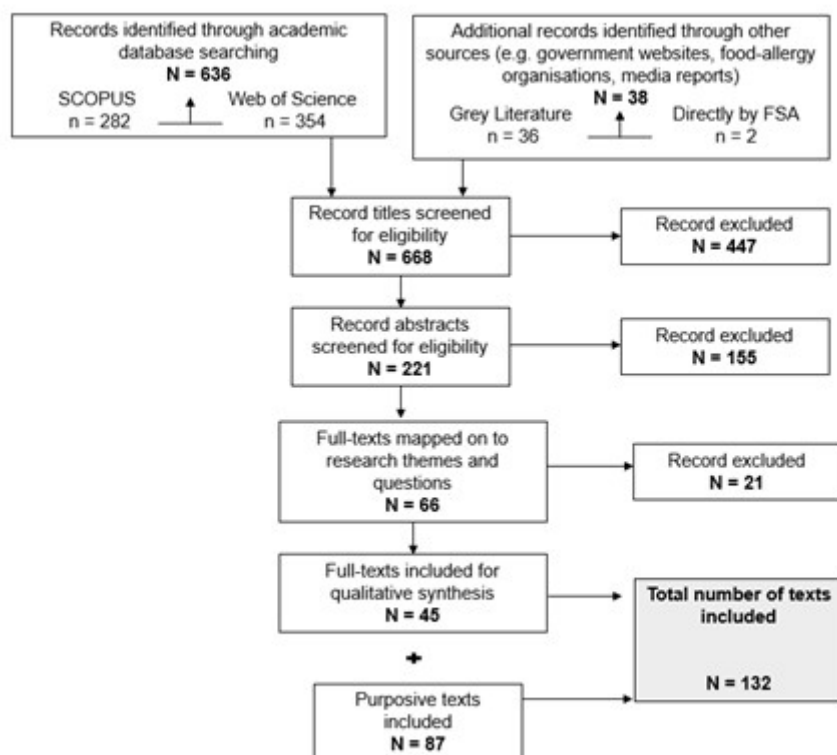 Records identified through academic
database searching
N = 636
SCOPUS
n = 282
Web of Science
n = 354
Additional records identified through other
sources (e.g. government websites, food-allergy
organisations, media reports)
N = 38
Grey Literature
n = 36
Directly by FSA
n = 2
Record titles screened
for eligibility
N = 668
Record excluded
N = 447
Record abstracts
screened for eligibility
N = 221
Record excluded
N = 155
Full-texts mapped on to
research themes and
questions
N = 66
Record excluded
N = 21
Full-texts included for
qualitative synthesis
N = 45
Total number of texts
included
N = 132
+
Purposive texts
included
N = 87